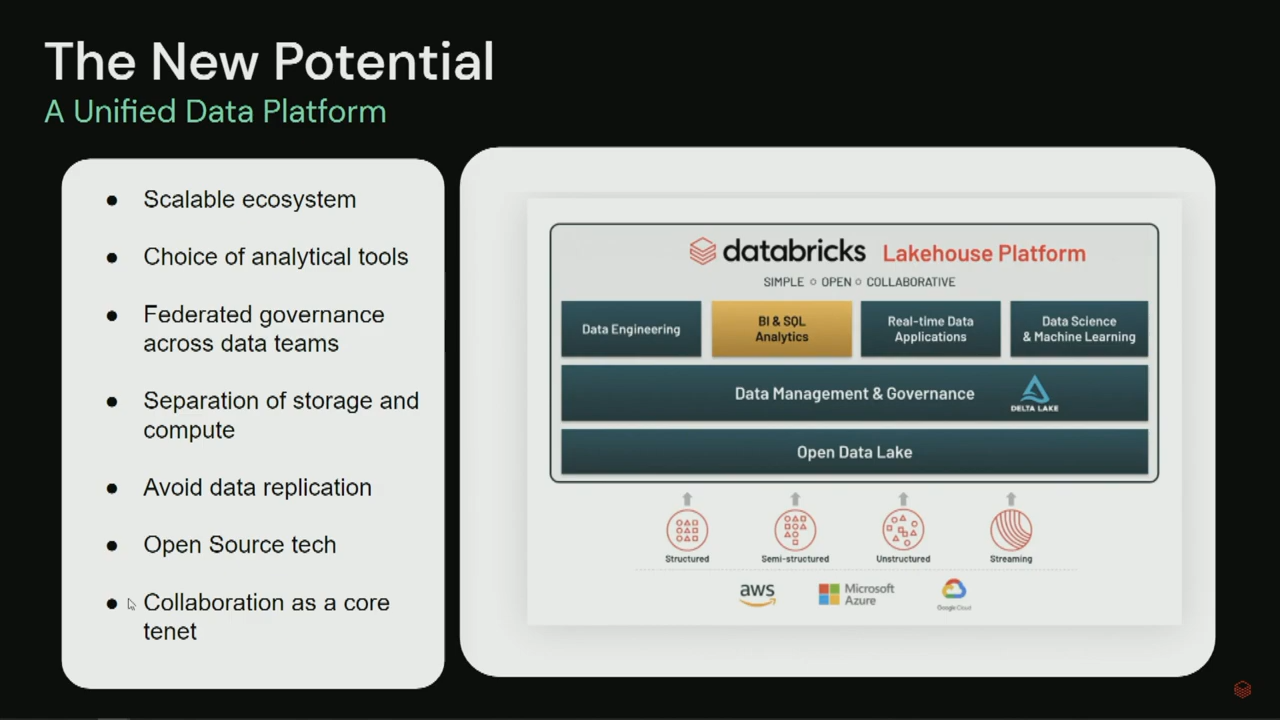 The New Potential
A Unified Data Platform
● Scalable ecosystem
● Choice of analytical tools
● Federated governance
across data teams
● Separation of storage and
compute
● Avoid data replication
● Open Source tech
● Collaboration as a core
tenet
databricks Lakehouse Platform
SIMPLE ○ OPEN ○ COLLABORATIVE
Data Engineering
BI & SQL
Analytics
Real-time Data
Applications
Data Science
& Machine Learning
Data Management & Governance
DELTA LAKE
Open Data Lake
Structured
Semi-structured
Unstructured
Streaming
aws
Microsoft
Azure
Google Cloud